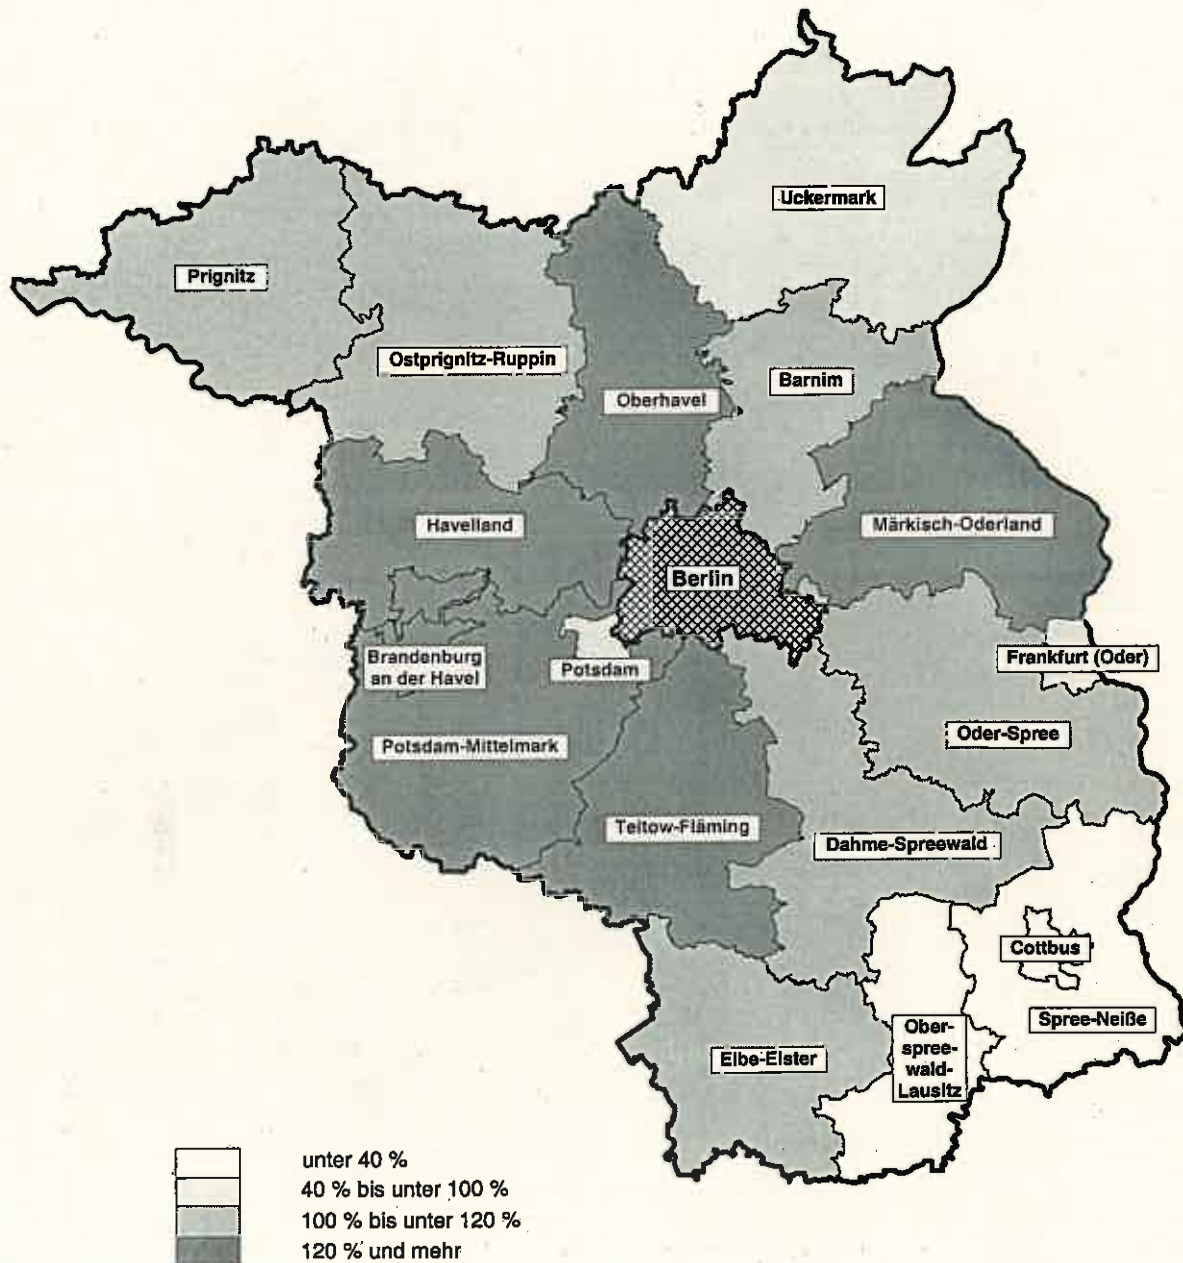 Uckermark
Prignitz
Ostprignitz-Ruppin
Barnim
Oberhavel
Havelland
Märkisch-Oderland
Berlin
Brandenburg
an der Havel
Potsdam
Frankfurt (Oder)
Potsdam-Mittelmark
Oder-Spree
Teltow-Fläming
Dahme-Spreewald
Cottbus
Spree-Neiße
Ober-
spree-
wald-
Lausitz
Elbe-Elster
unter 40 %
40 % bis unter 100 %
100 % bis unter 120 %
120 % und mehr